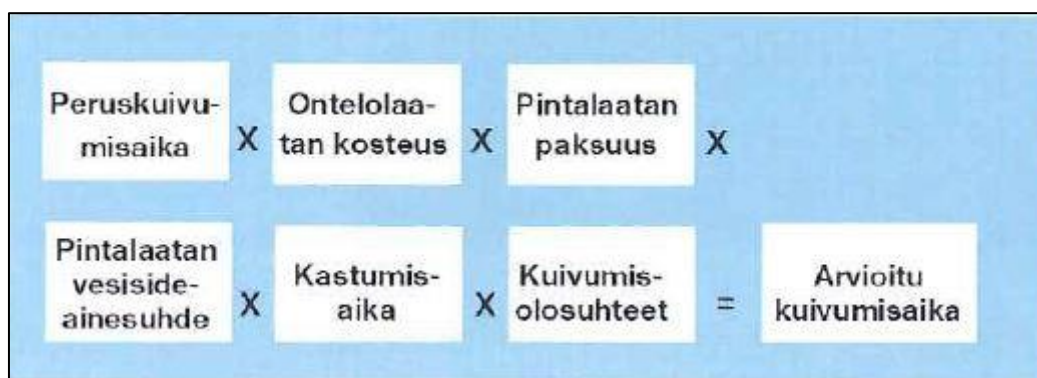 Peruskuivu-
misaika
X
Ontelolaa-
tan kosteus
X
Pintalaatan
paksuus
X
Pintalaatan
vesiside-
ainesuhde
X
Kastumis-
aika
X
Kuivumis-
olosuhteet
=
Arvioitu
kuivumisaika